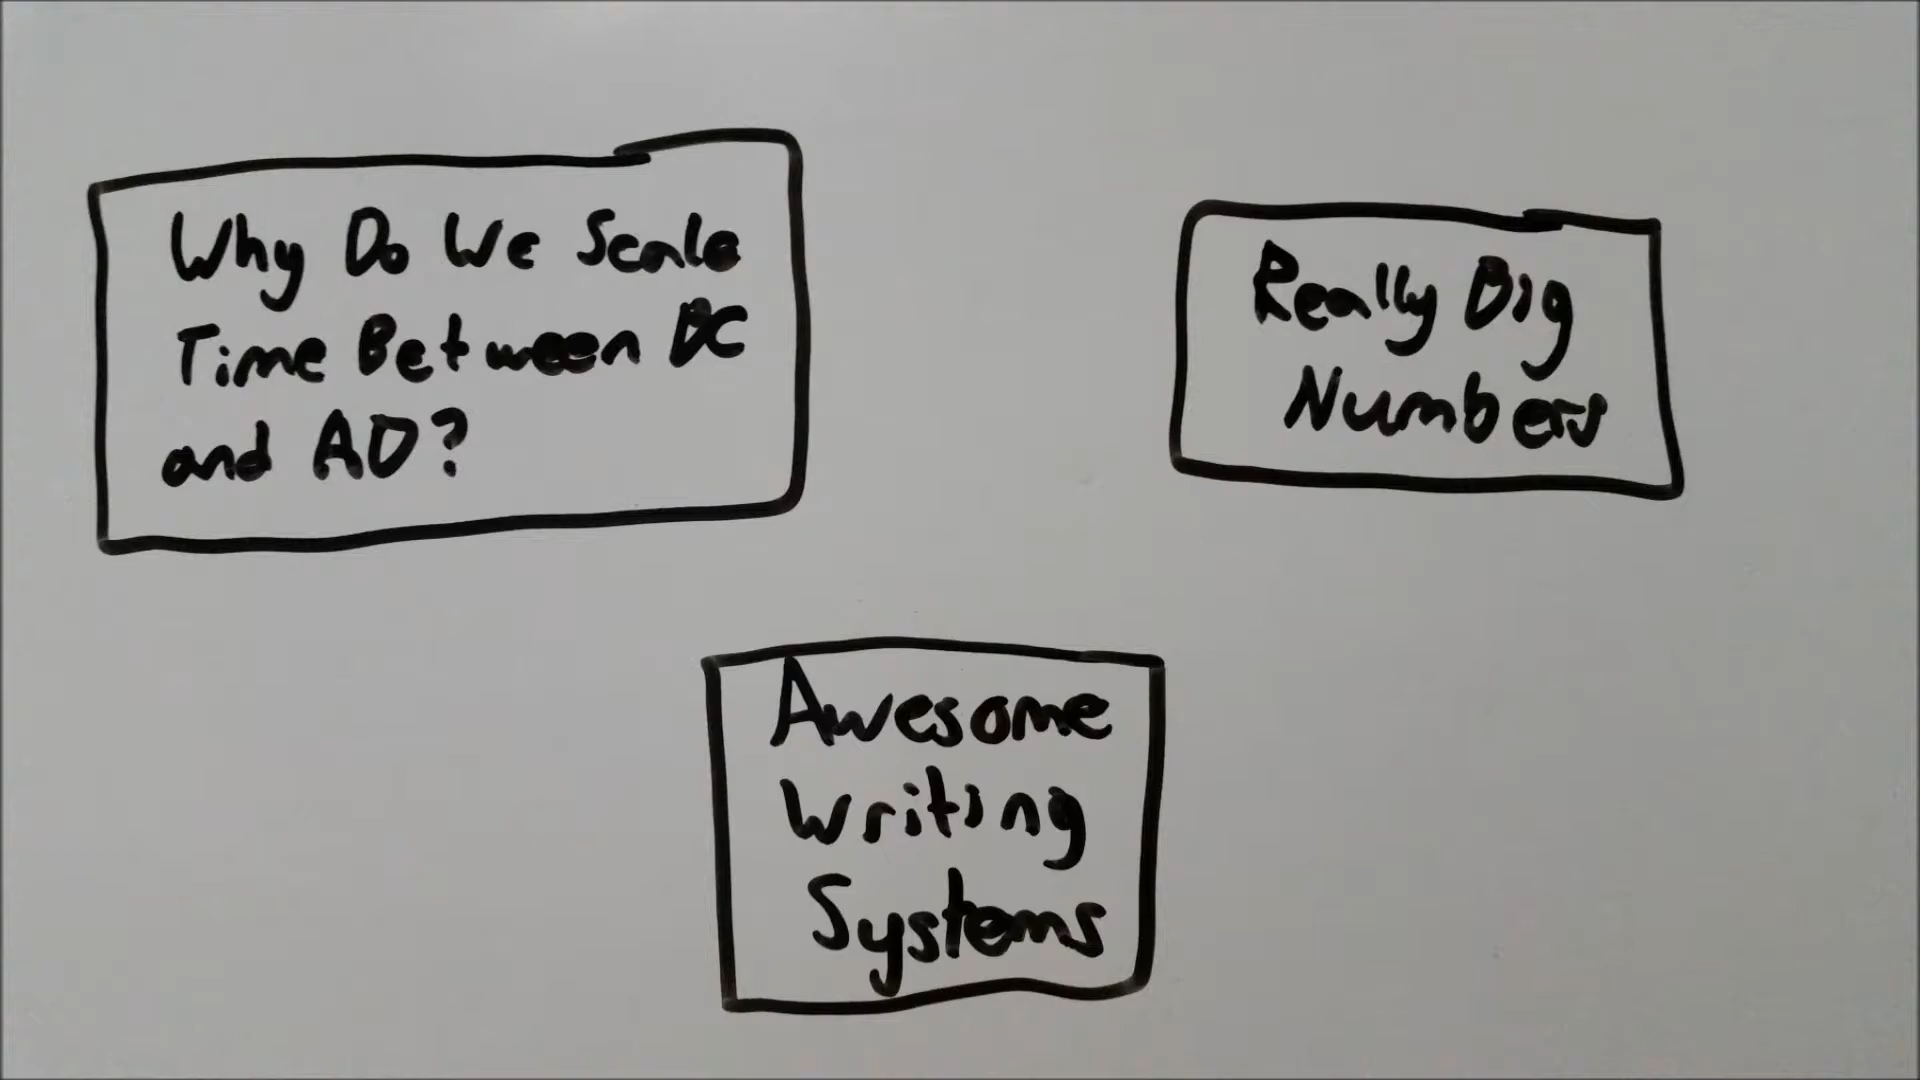 Why Do We Scale
Time Between BC
and AD?
Really Big
Numbers
Awesome
Writing
Systems